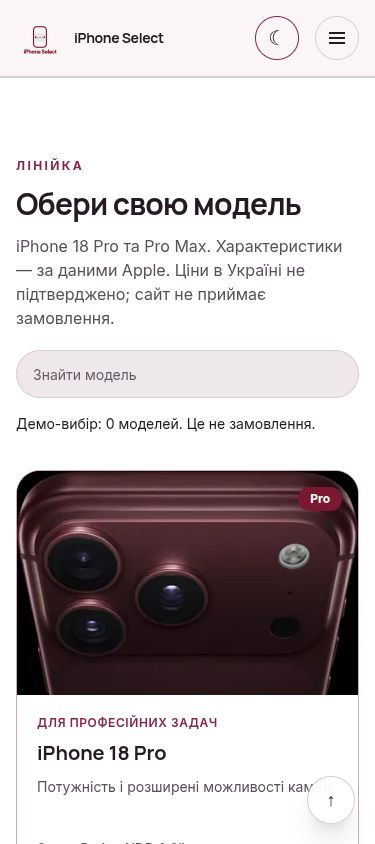 iPhone Select
iPhone Select
ЛІНІЙКА
Обери свою модель
iPhone 18 Pro та Pro Max. Характеристики
— за даними Apple. Ціни в Україні не
підтверджено; сайт не приймає
замовлення.
Знайти модель
Демо-вибір: 0 моделей. Це не замовлення.
Pro
ДЛЯ ПРОФЕСІЙНИХ ЗАДАЧ
iPhone 18 Pro
Потужність і розширені можливості
↑